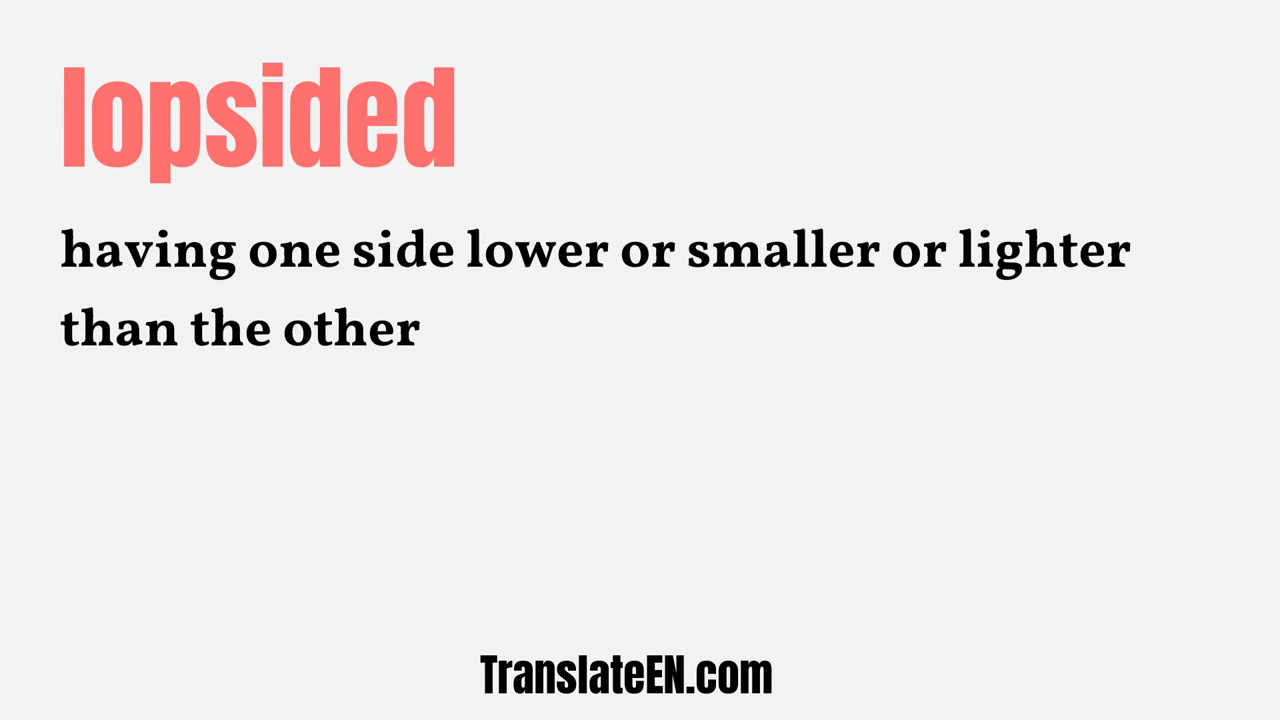 lopsided
having one side lower or smaller or lighter
than the other
TranslateEN.com